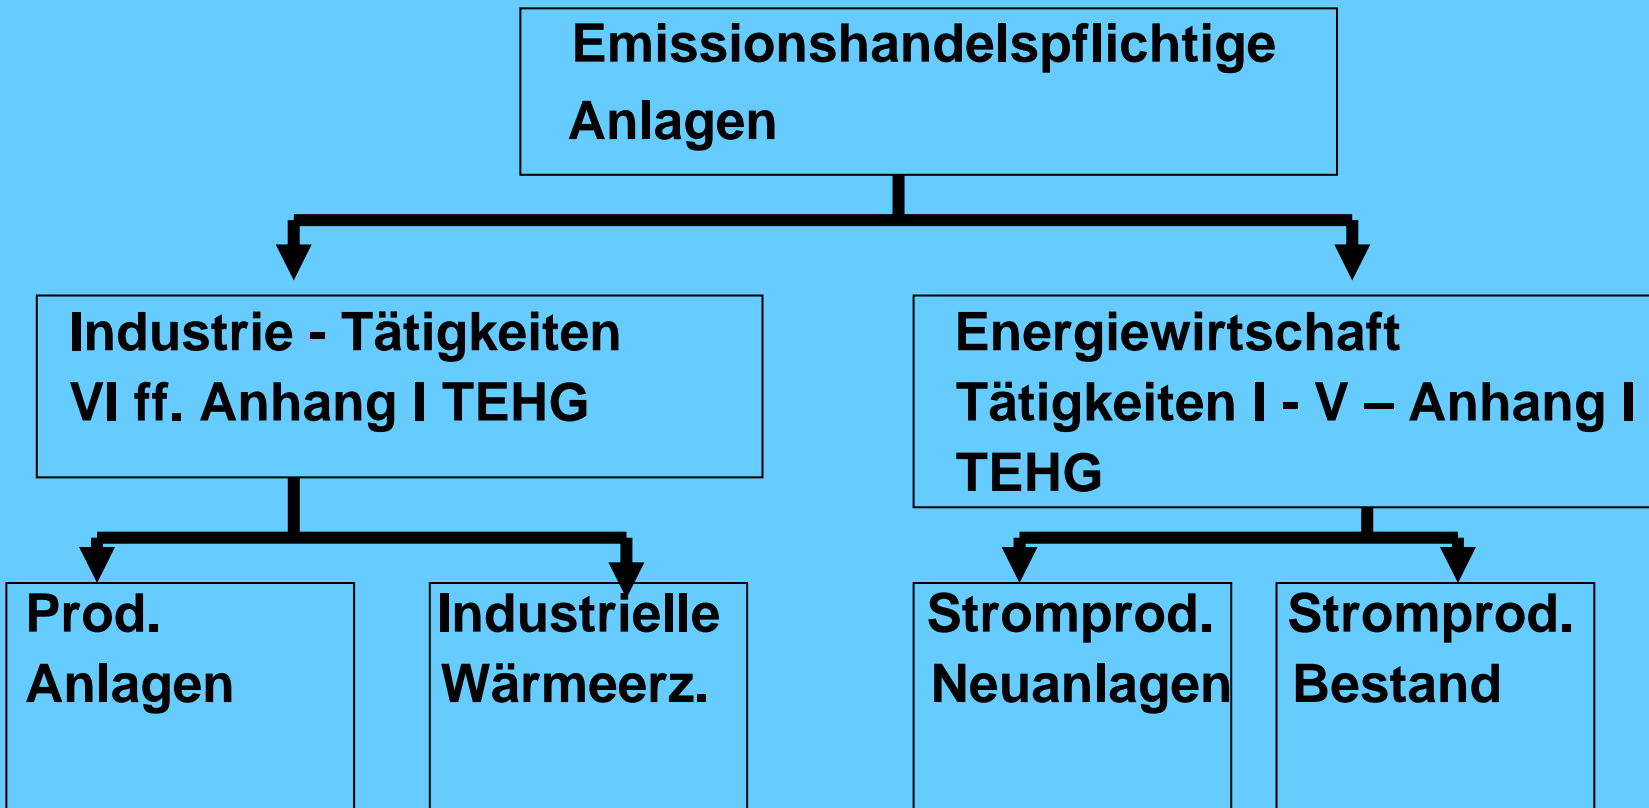 Emissionshandelspflichtige
Anlagen
Industrie - Tätigkeiten
VI ff. Anhang I TEHG
Energiewirtschaft
Tätigkeiten I - V – Anhang I
TEHG
Prod.
Anlagen
Industrielle
Wärmeerz.
Stromprod.
Neuanlagen
Stromprod.
Bestand